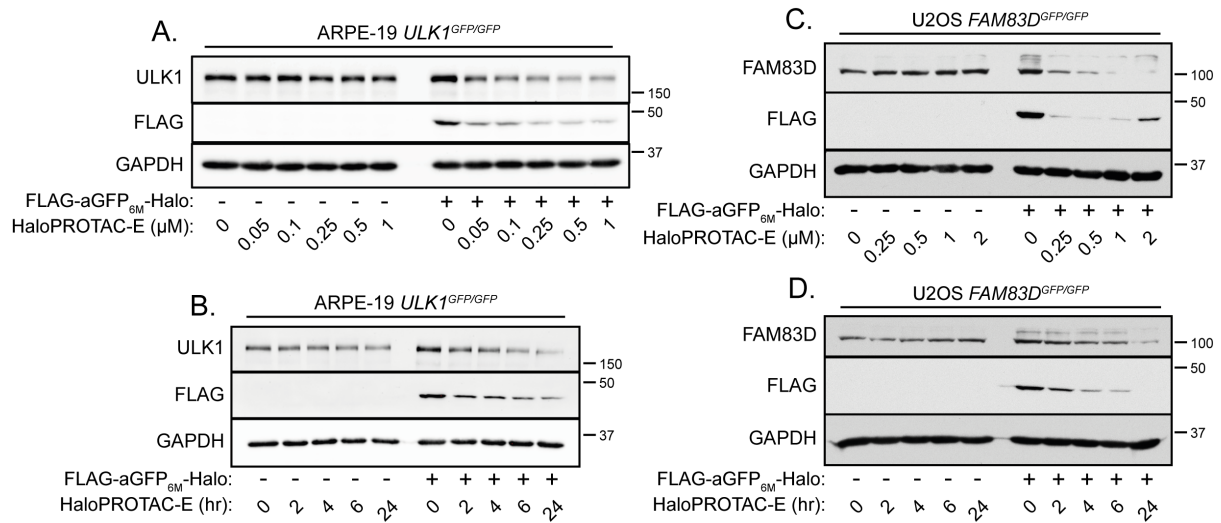 A.
ARPE-19 ULK1GFP/GFP
ULK1
150
50
FLAG
37
GAPDH
FLAG-aGFP6M-Halo: - - - - - - + + + + + +
HaloPROTAC-E (µM): 0 0.05 0.1 0.25 0.5 1 0 0.05 0.1 0.25 0.5 1
B.
ARPE-19 ULK1GFP/GFP
ULK1
150
50
FLAG
37
GAPDH
FLAG-aGFP6M-Halo: - - - - - + + + + +
HaloPROTAC-E (hr): 0 2 4 6 24 0 2 4 6 24
C.
U2OS FAM83DGFP/GFP
FAM83D
100
50
FLAG
37
GAPDH
FLAG-aGFP6M-Halo: - - - - - + + + + +
HaloPROTAC-E (µM): 0 0.25 0.5 1 2 0 0.25 0.5 1 2
D.
U2OS FAM83DGFP/GFP
FAM83D
100
50
FLAG
37
GAPDH
FLAG-aGFP6M-Halo: - - - - - + + + + +
HaloPROTAC-E (hr): 0 2 4 6 24 0 2 4 6 24